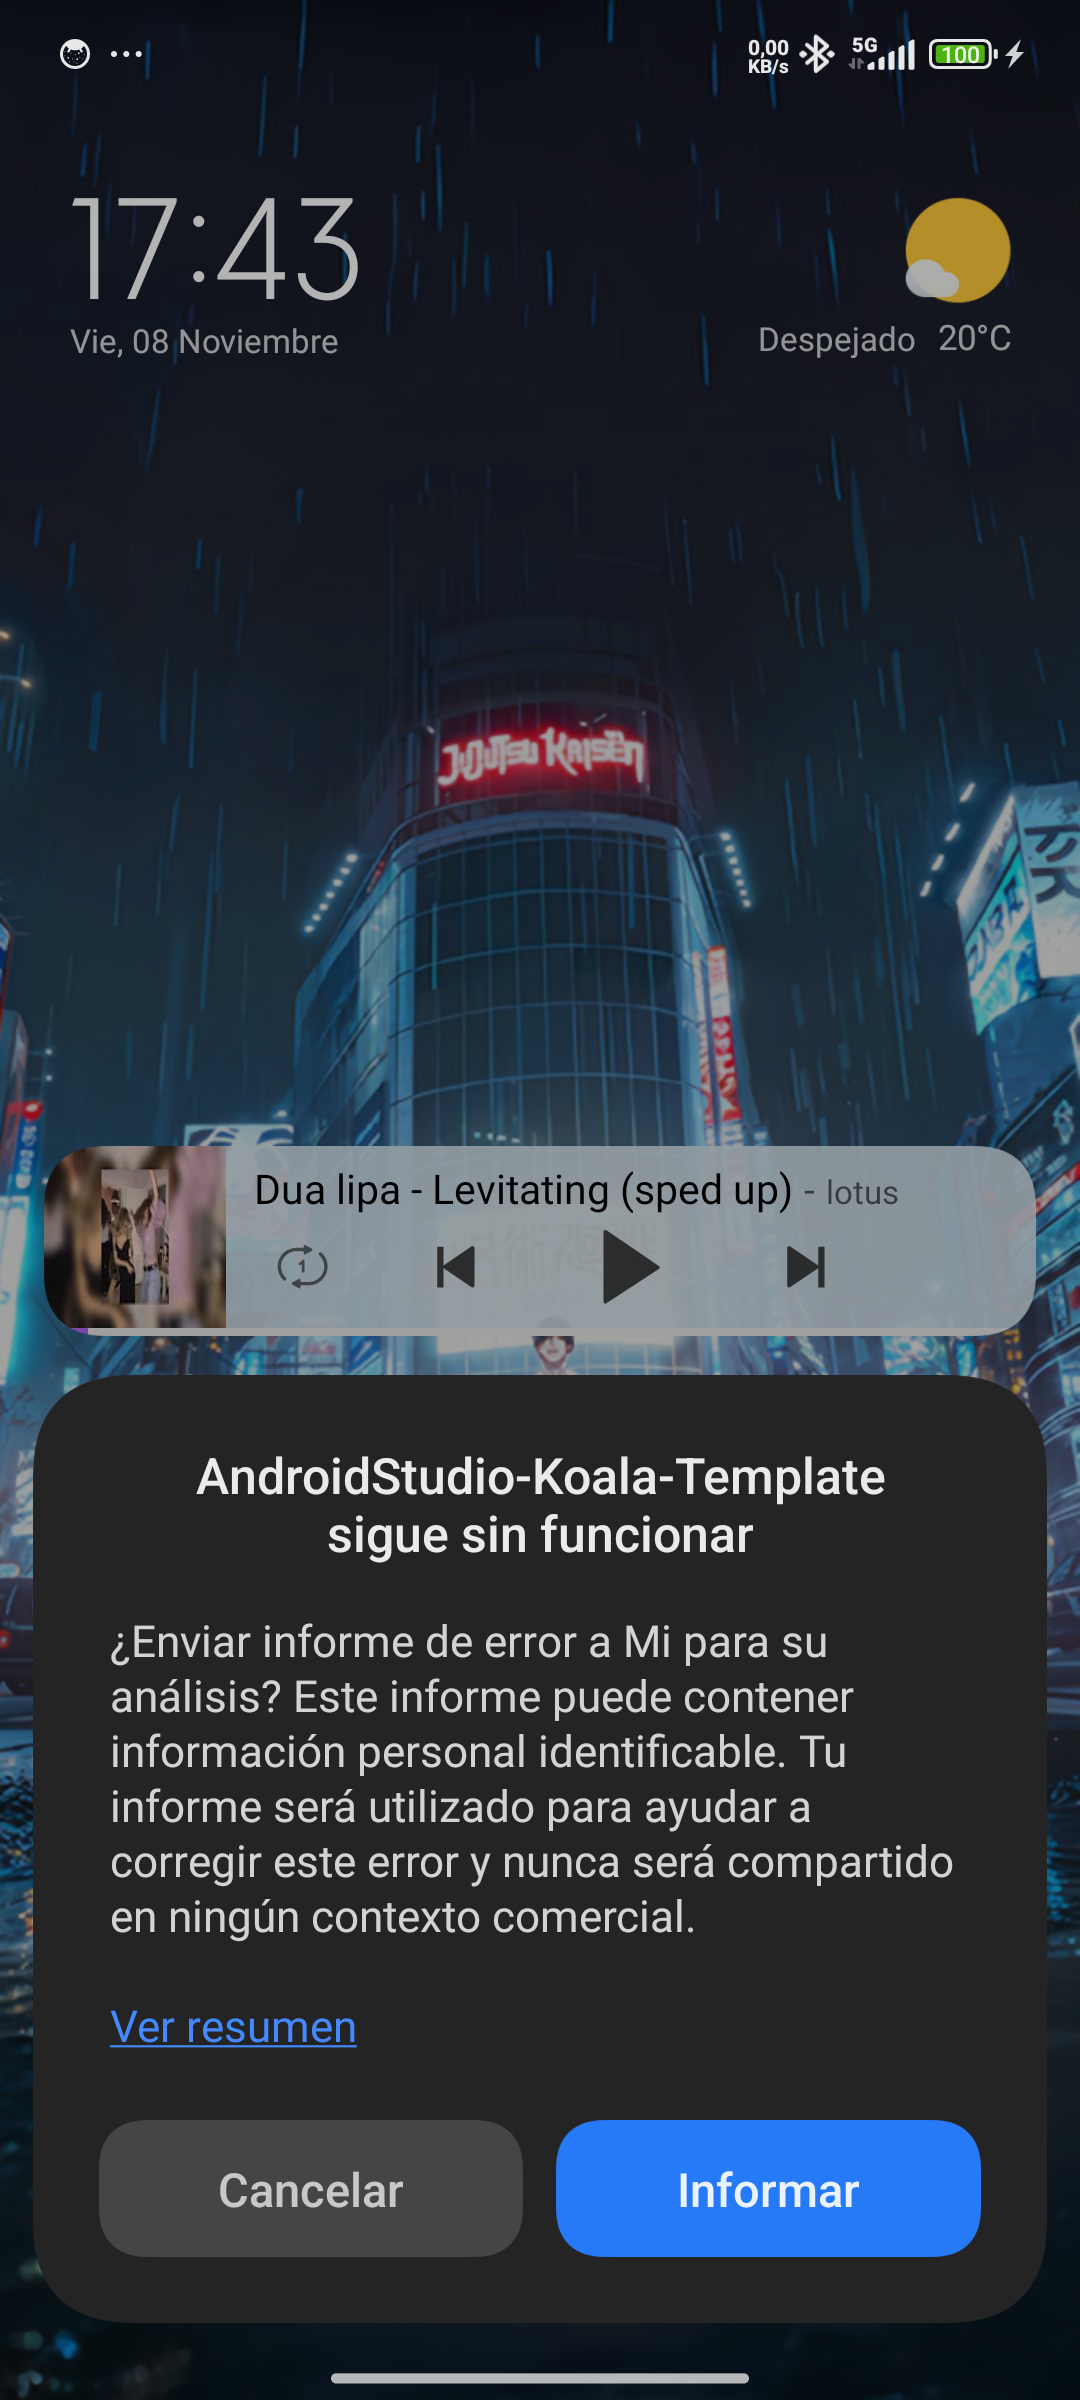 0,00
KB/s
5G
100
17:43
Vie, 08 Noviembre
Despejado 20°C
JUJUTSU KAISEN
Dua lipa - Levitating (sped up) - lotus
1
AndroidStudio-Koala-Template
sigue sin funcionar
¿Enviar informe de error a Mi para su
análisis? Este informe puede contener
información personal identificable. Tu
informe será utilizado para ayudar a
corregir este error y nunca será compartido
en ningún contexto comercial.
Ver resumen
Cancelar
Informar